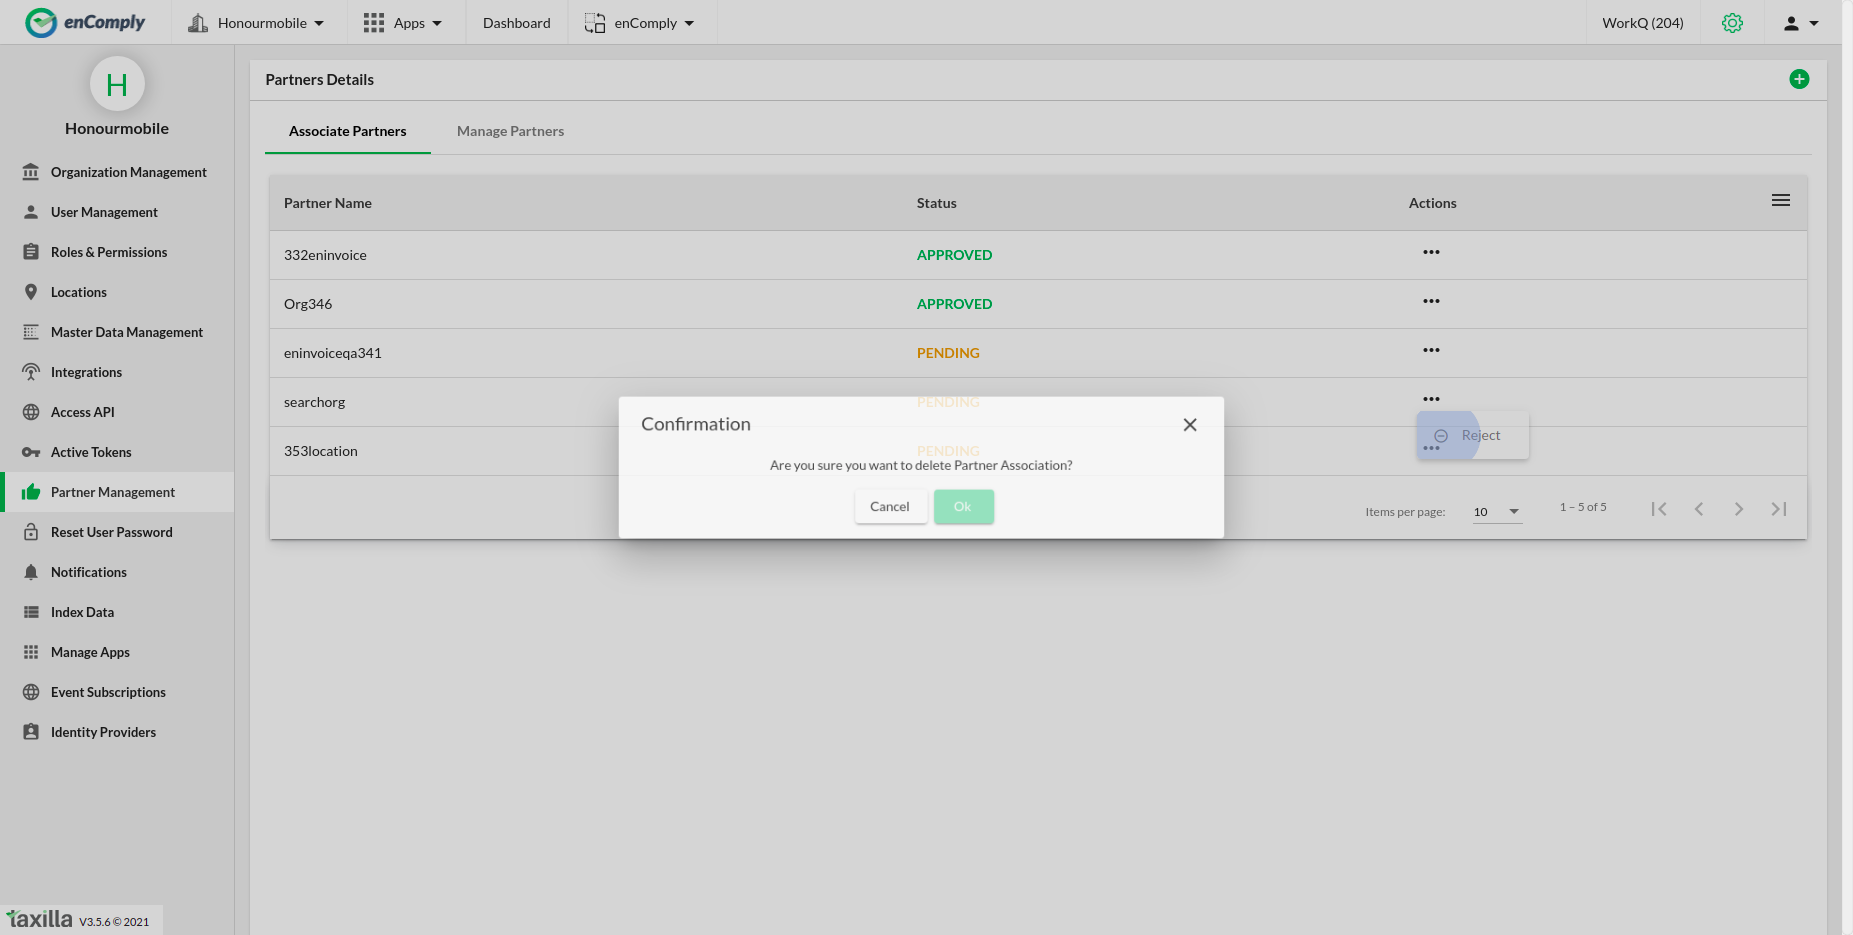 enComply
Honourmobile
Apps
Dashboard
enComply
WorkQ (204)
H
Honourmobile
Organization Management
User Management
Roles & Permissions
Locations
Master Data Management
Integrations
Access API
Active Tokens
Partner Management
Reset User Password
Notifications
Index Data
Manage Apps
Event Subscriptions
Identity Providers
taxilla V3.5.6 © 2021
Partners Details
Associate Partners
Manage Partners
Partner Name Status Actions
332eninvoice APPROVED
Org346 APPROVED
eninvoiceqa341 PENDING
searchorg PENDING
353location PENDING
Reject
Items per page: 10 1 – 5 of 5
Confirmation
Are you sure you want to delete Partner Association?
Cancel Ok